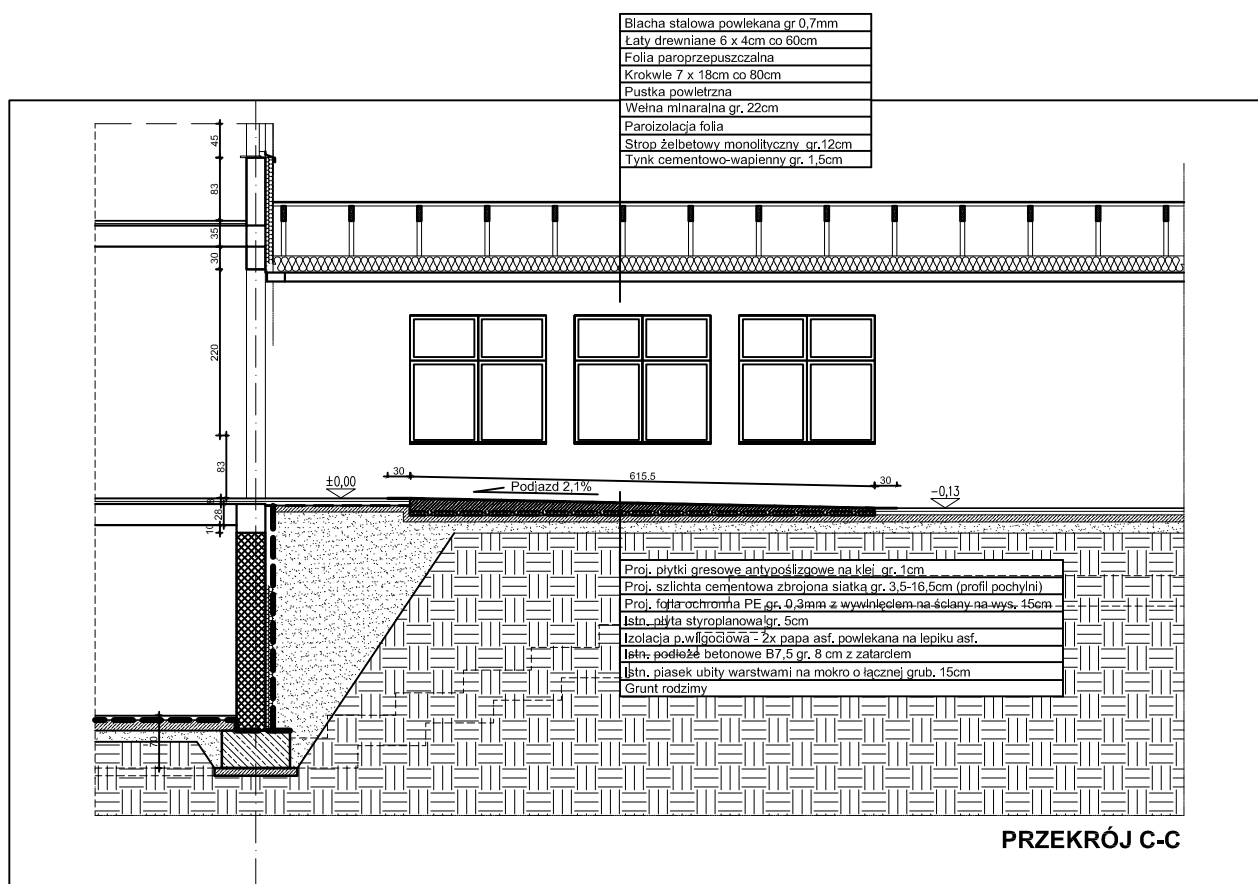 Blacha stalowa powlekana gr 0,7mm
Łaty drewniane 6 x 4cm co 60cm
Folia paroprzepuszczalna
Krokwie 7 x 18cm co 80cm
Pustka powietrzna
Wełna minaralna gr. 22cm
Paroizolacja folia
Strop żelbetowy monolityczny gr.12cm
Tynk cementowo-wapienny gr. 1,5cm
45
83
35
30
220
83
30
615,5
30
Podjazd 2,1%
±0,00
-0,13
28
10
70
Proj. płytki gresowe antypoślizgowe na klej gr. 1cm
Proj. szlichta cementowa zbrojona siatką gr. 3,5-16,5cm (profil pochylni)
Proj. folia ochronna PE gr. 0,3mm z wywinięciem na ściany na wys. 15cm
Istn. płyta styroplanowa gr. 5cm
Izolacja p.wilgociowa - 2x papa asf. powlekana na lepiku asf.
Istn. podłoże betonowe B7,5 gr. 8 cm z zatarciem
Istn. piasek ubity warstwami na mokro o łącznej grub. 15cm
Grunt rodzimy
PRZEKRÓJ C-C